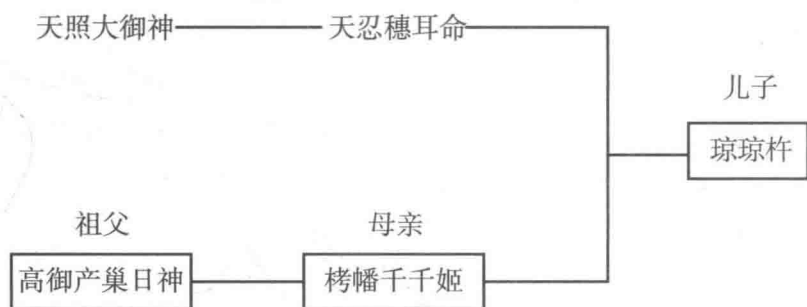 天照大御神 天忍穗耳命
儿子
琼琼杵
祖父 母亲
高御产巢日神 栲幡千千姬